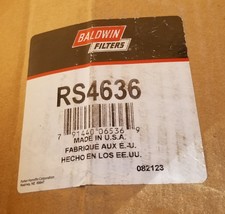 BALDWIN
FILTERS
RS4636
7 91440 06536 9
MADE IN U.S.A.
FABRIQUE AUX E.-U.
HECHO EN LOS EE.UU.
082123